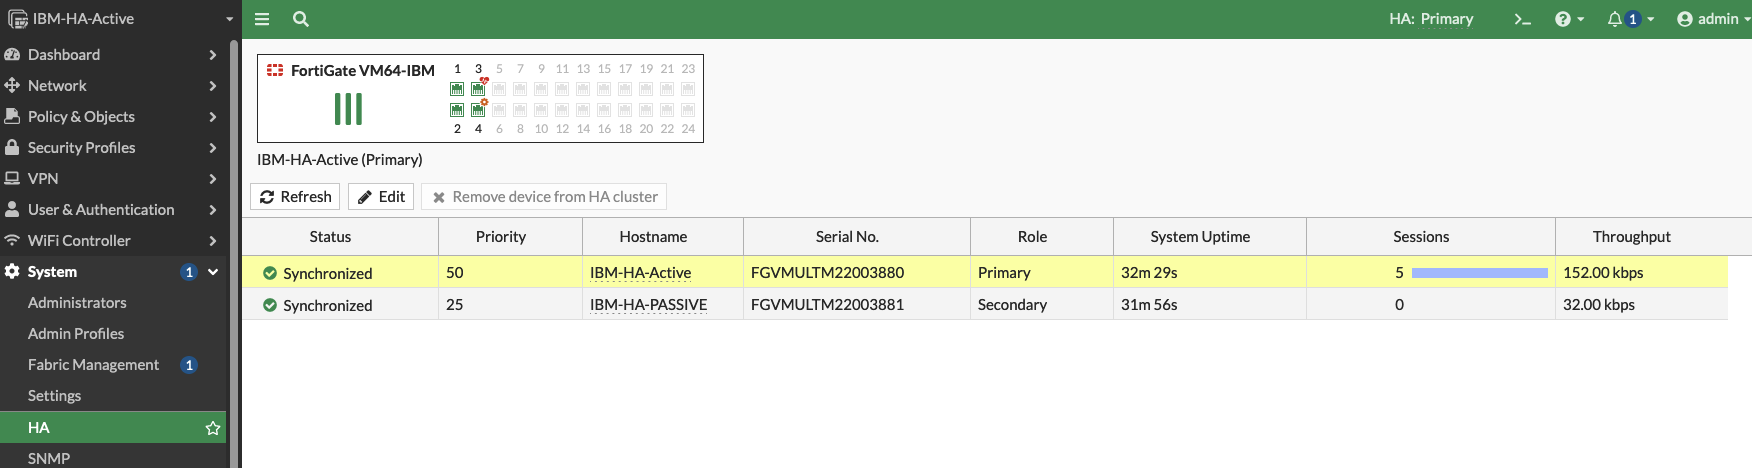 IBM-HA-Active
HA: Primary
1
admin
Dashboard
Network
Policy & Objects
Security Profiles
VPN
User & Authentication
WiFi Controller
System 1
Administrators
Admin Profiles
Fabric Management 1
Settings
HA
SNMP
FortiGate VM64-IBM
1 3 5 7 9 11 13 15 17 19 21 23
2 4 6 8 10 12 14 16 18 20 22 24
IBM-HA-Active (Primary)
Refresh Edit Remove device from HA cluster
Status Priority Hostname Serial No. Role System Uptime Sessions Throughput
Synchronized 50 IBM-HA-Active FGVMULTM22003880 Primary 32m 29s 5 152.00 kbps
Synchronized 25 IBM-HA-PASSIVE FGVMULTM22003881 Secondary 31m 56s 0 32.00 kbps